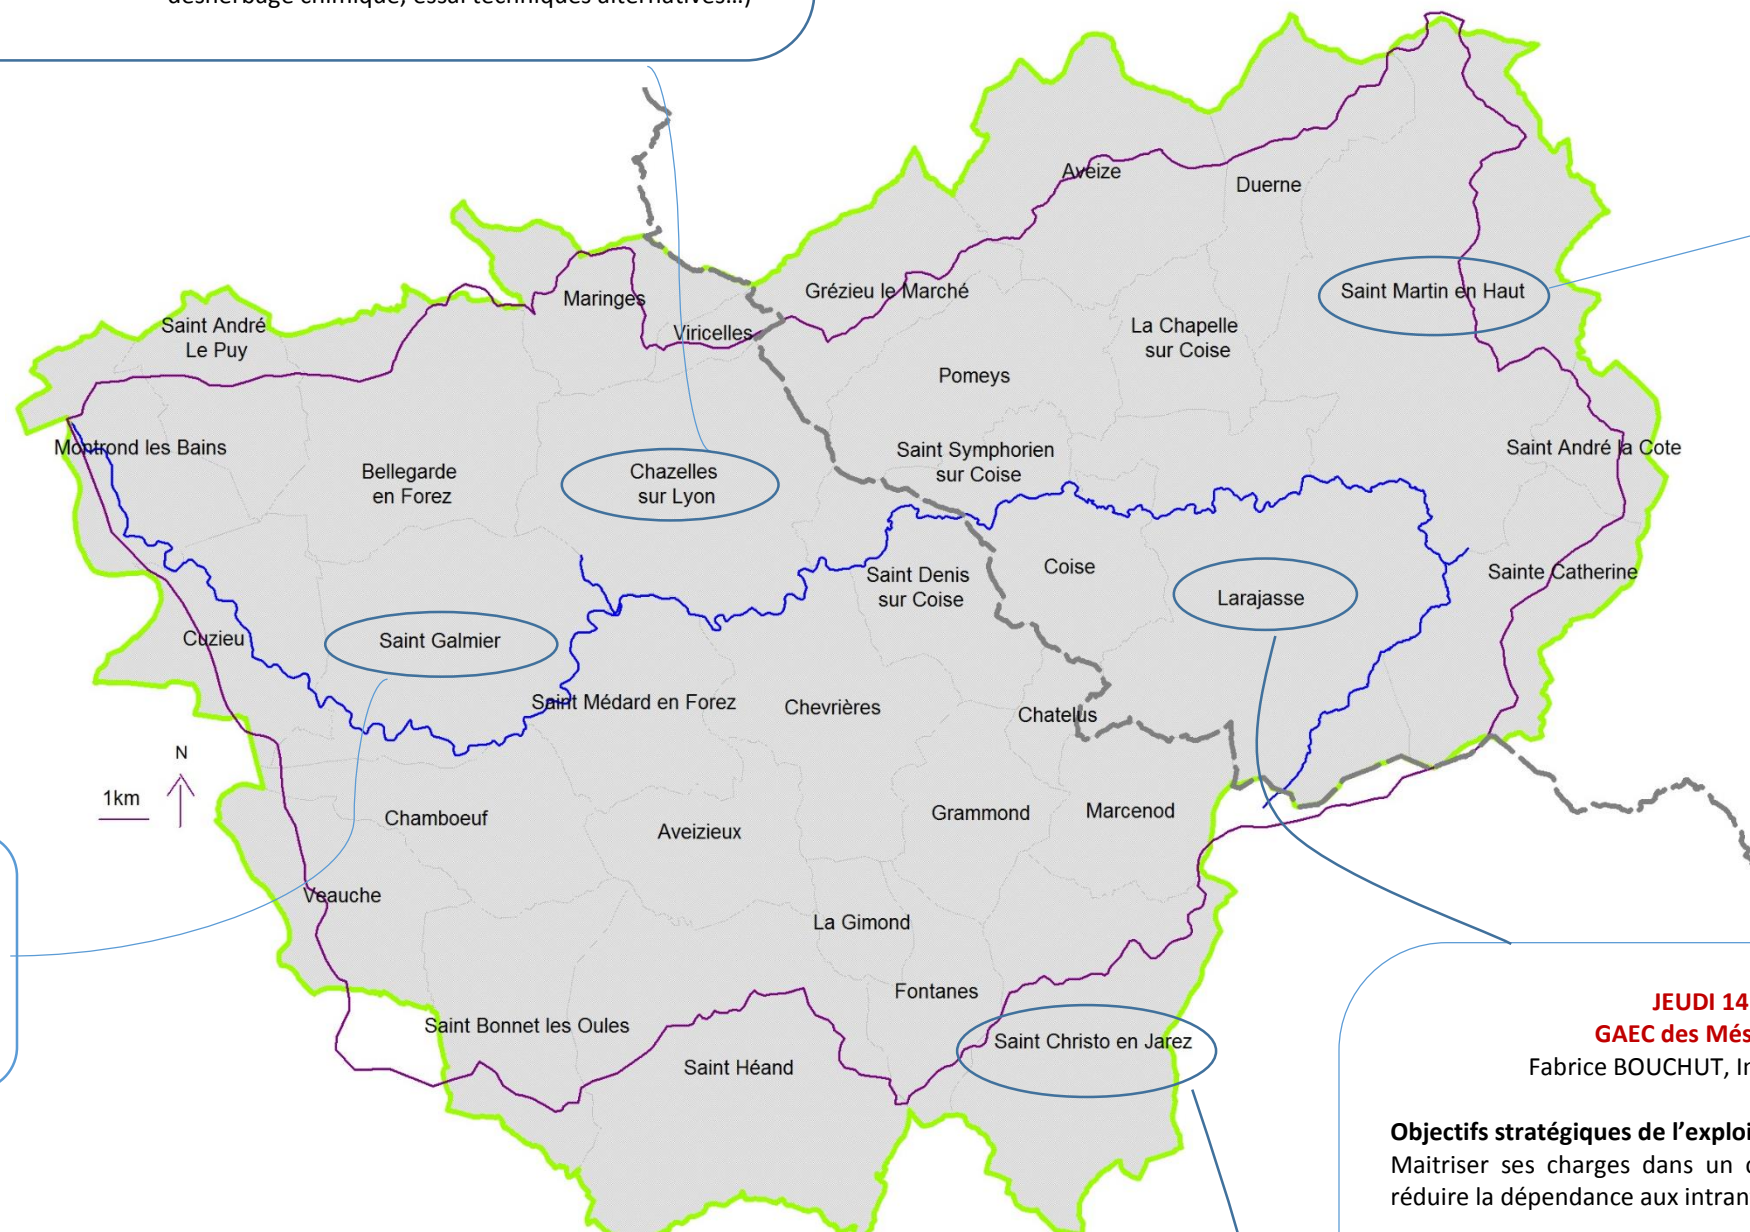 désherbage chimique, essai techniques alternatives…)
Aveize
Duerne
Saint Martin en Haut
Grézieu le Marché
Maringes
Viricelles
Saint André
Le Puy
La Chapelle
sur Coise
Pomeys
Montrond les Bains
Bellegarde
en Forez
Chazelles
sur Lyon
Saint Symphorien
sur Coise
Saint André la Cote
Coise
Saint Denis
sur Coise
Larajasse
Sainte Catherine
Cuzieu
Saint Galmier
Saint Médard en Forez
Chevrières
Chatelus
N
1km
Chamboeuf
Aveizieux
Grammond
Marcenod
Veauche
La Gimond
Fontanes
Saint Bonnet les Oules
Saint Héand
Saint Christo en Jarez
JEUDI 14
GAEC des Més
Fabrice BOUCHUT, Ir
Objectifs stratégiques de l’exploi
Maitriser ses charges dans un
réduire la dépendance aux intran